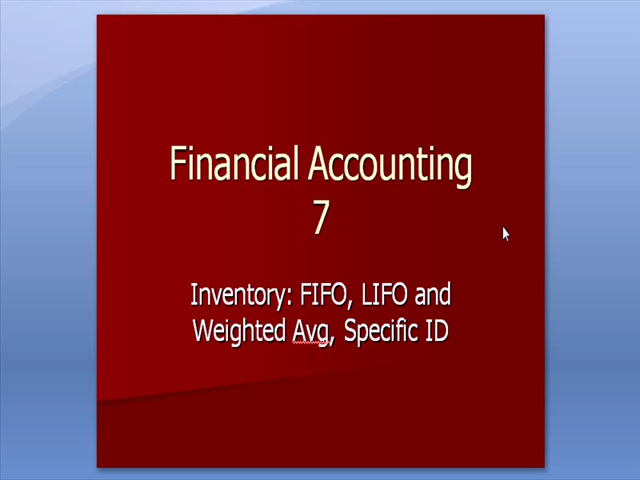 Financial Accounting
7
Inventory: FIFO, LIFO and
Weighted Avg, Specific ID